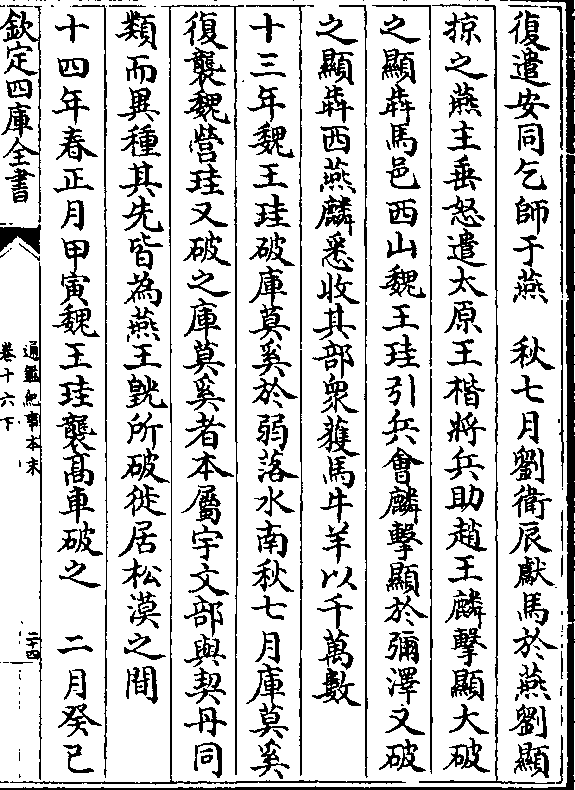 復遣安同乞師于燕　秋七月劉衛辰獻馬於燕劉顯
掠之燕主垂怒遣太原王楷將兵助趙王麟擊顯大破
之顯犇馬邑西山魏王珪引兵會麟擊顯於彌澤又破
之顯犇西燕麟悉收其部衆獲馬牛羊以千萬數
十三年魏王珪破庫莫奚於弱落水南秋七月庫莫奚
復襲魏營珪又破之庫莫奚者本屬宇文部與契丹同
類而異種其先皆為燕王皝所破徙居松漠之間
十四年春正月甲寅魏王珪襲髙車破之　二月癸巳
欽定四庫全書
通鑑紀事本末
卷十六下
二十四